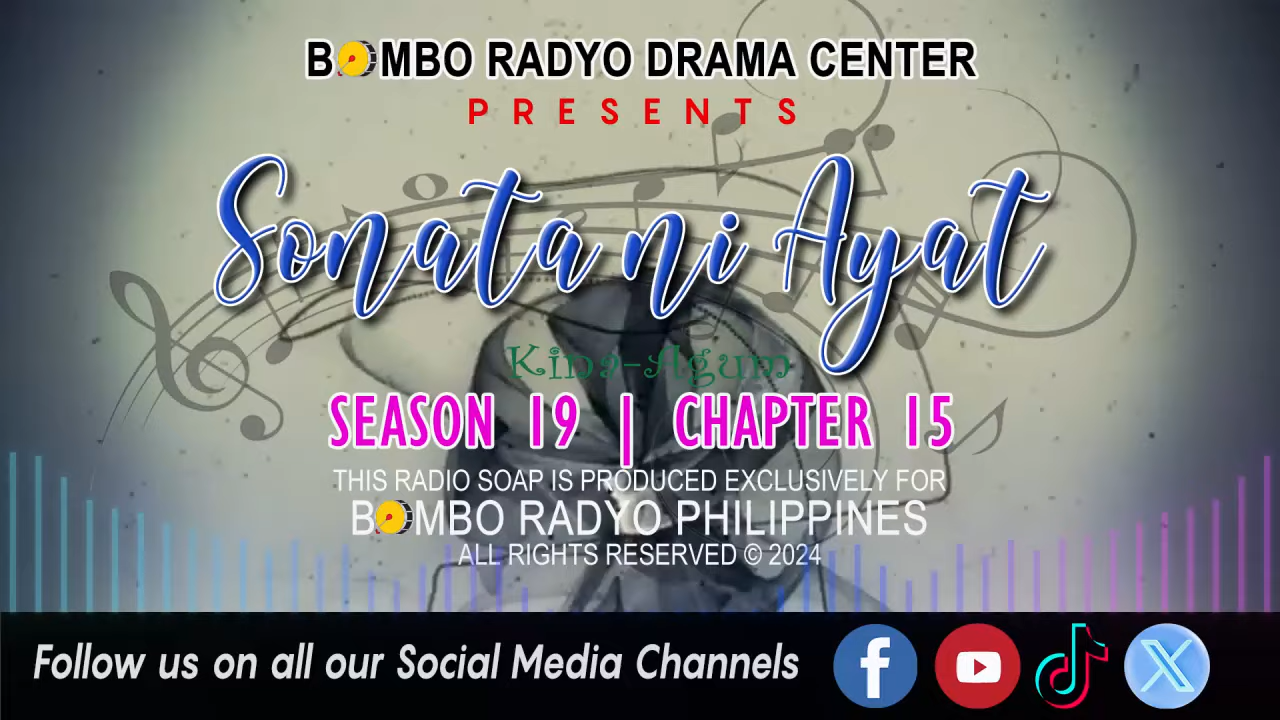 BOMBO RADYO DRAMA CENTER
PRESENTS
Sonata ni Ayat
Kina-Agum
SEASON 19 | CHAPTER 15
THIS RADIO SOAP IS PRODUCED EXCLUSIVELY FOR
BOMBO RADYO PHILIPPINES
ALL RIGHTS RESERVED © 2024
Follow us on all our Social Media Channels